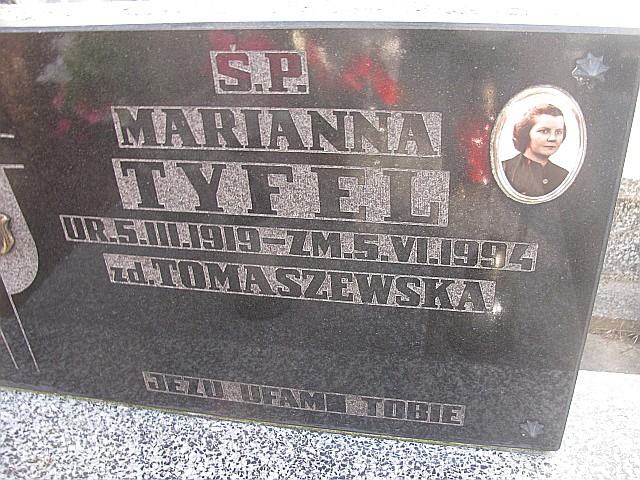 Ś.P.
MARIANNA
TYFEL
UR.5.III.1919-ZM.5.VI.1994
zd.TOMASZEWSKA
JEZU UFAM TOBIE